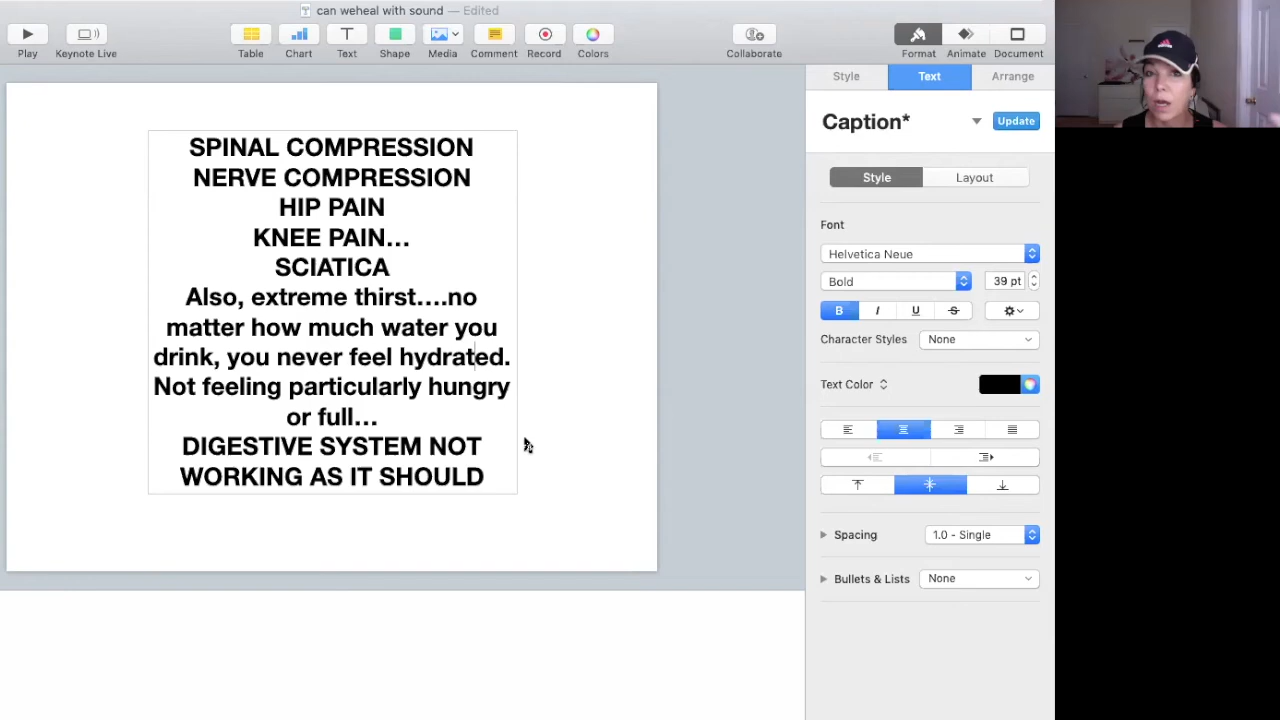 can weheal with sound — Edited
Play
Keynote Live
Table
Chart
Text
Shape
Media
Comment
Record
Colors
Collaborate
Format
Animate
Document
Style
Text
Arrange
Caption*
Update
Style
Layout
Font
Helvetica Neue
Bold
39 pt
B
I
U
S
Character Styles
None
Text Color
Spacing
1.0 - Single
Bullets & Lists
None
SPINAL COMPRESSION
NERVE COMPRESSION
HIP PAIN
KNEE PAIN…
SCIATICA
Also, extreme thirst….no
matter how much water you
drink, you never feel hydrated.
Not feeling particularly hungry
or full…
DIGESTIVE SYSTEM NOT
WORKING AS IT SHOULD